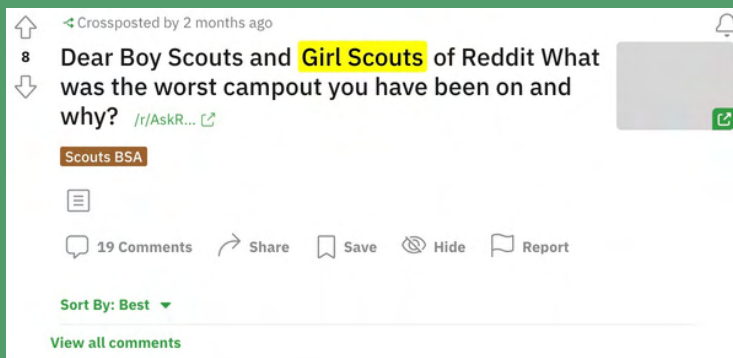 Crossposted by 2 months ago
8
Dear Boy Scouts and Girl Scouts of Reddit What
was the worst campout you have been on and
why? /r/AskR...
Scouts BSA
19 Comments Share Save Hide Report
Sort By: Best
View all comments